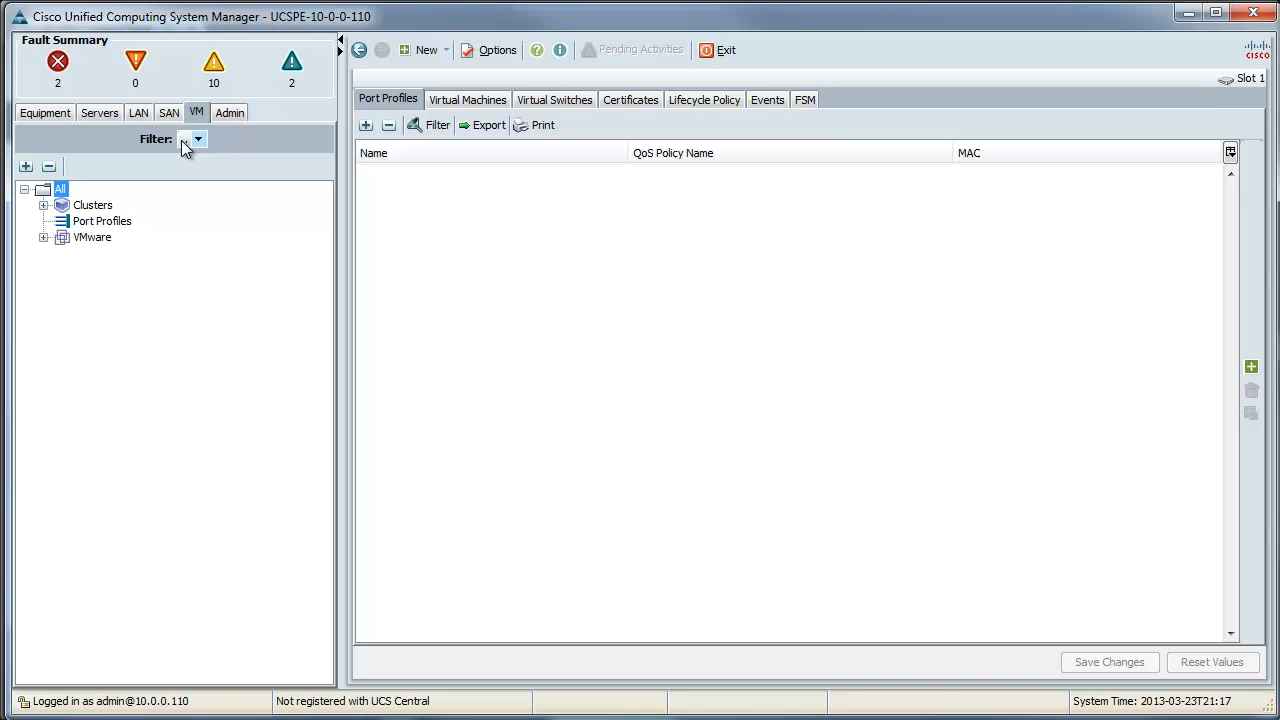 Cisco Unified Computing System Manager - UCSPE-10-0-0-110
Fault Summary
2 0 10 2
Equipment Servers LAN SAN VM Admin
Filter:
All
Clusters
Port Profiles
VMware
New Options Pending Activities Exit
CISCO
Slot 1
Port Profiles Virtual Machines Virtual Switches Certificates Lifecycle Policy Events FSM
Filter Export Print
Name QoS Policy Name MAC
Save Changes Reset Values
Logged in as admin@10.0.0.110 Not registered with UCS Central System Time: 2013-03-23T21:17